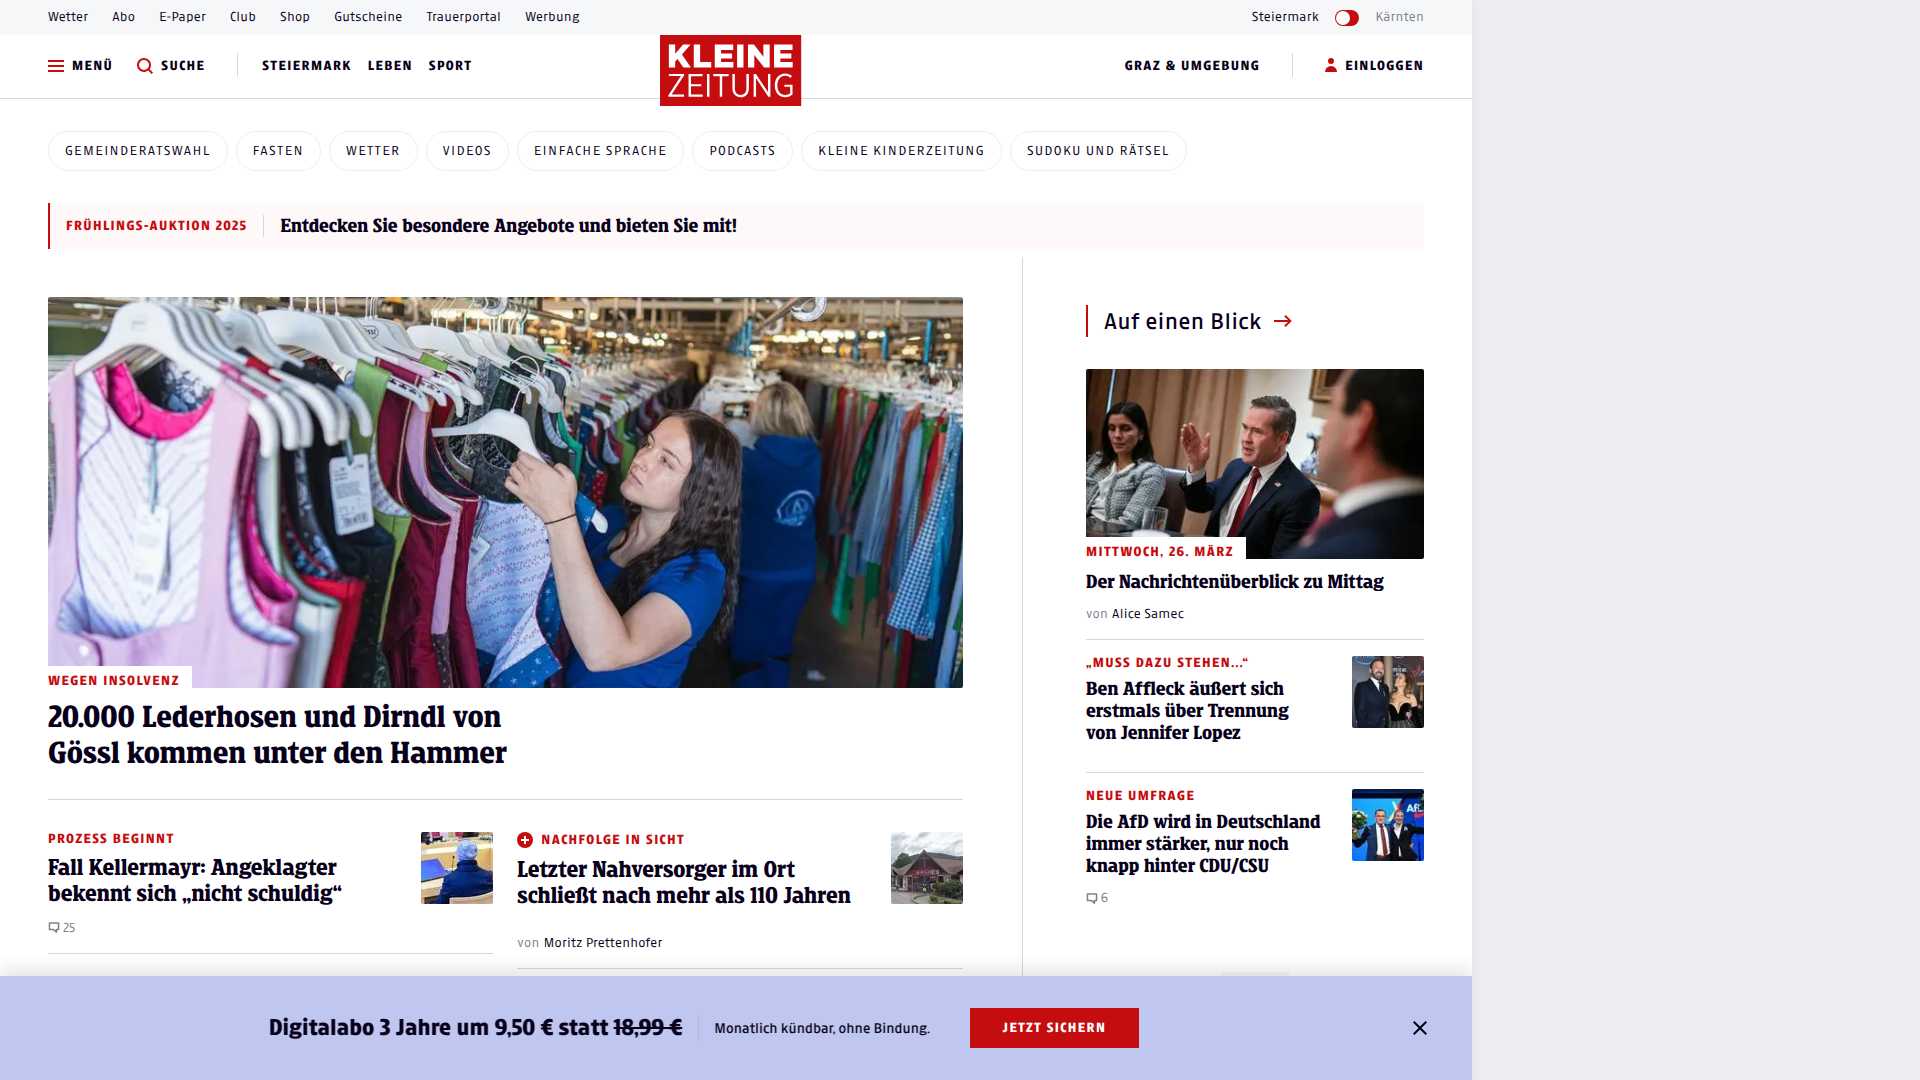 Wetter Abo E-Paper Club Shop Gutscheine Trauerportal Werbung Steiermark Kärnten
MENÜ SUCHE STEIERMARK LEBEN SPORT KLEINE ZEITUNG GRAZ & UMGEBUNG EINLOGGEN
GEMEINDERATSWAHL FASTEN WETTER VIDEOS EINFACHE SPRACHE PODCASTS KLEINE KINDERZEITUNG SUDOKU UND RÄTSEL
FRÜHLINGS-AUKTION 2025 Entdecken Sie besondere Angebote und bieten Sie mit!
WEGEN INSOLVENZ
20.000 Lederhosen und Dirndl von
Gössl kommen unter den Hammer
PROZESS BEGINNT
Fall Kellermayr: Angeklagter
bekennt sich „nicht schuldig“
25
NACHFOLGE IN SICHT
Letzter Nahversorger im Ort
schließt nach mehr als 110 Jahren
von Moritz Prettenhofer
Auf einen Blick
MITTWOCH, 26. MÄRZ
Der Nachrichtenüberblick zu Mittag
von Alice Samec
„MUSS DAZU STEHEN...“
Ben Affleck äußert sich
erstmals über Trennung
von Jennifer Lopez
NEUE UMFRAGE
Die AfD wird in Deutschland
immer stärker, nur noch
knapp hinter CDU/CSU
6
Digitalabo 3 Jahre um 9,50 € statt 18,99 € Monatlich kündbar, ohne Bindung. JETZT SICHERN